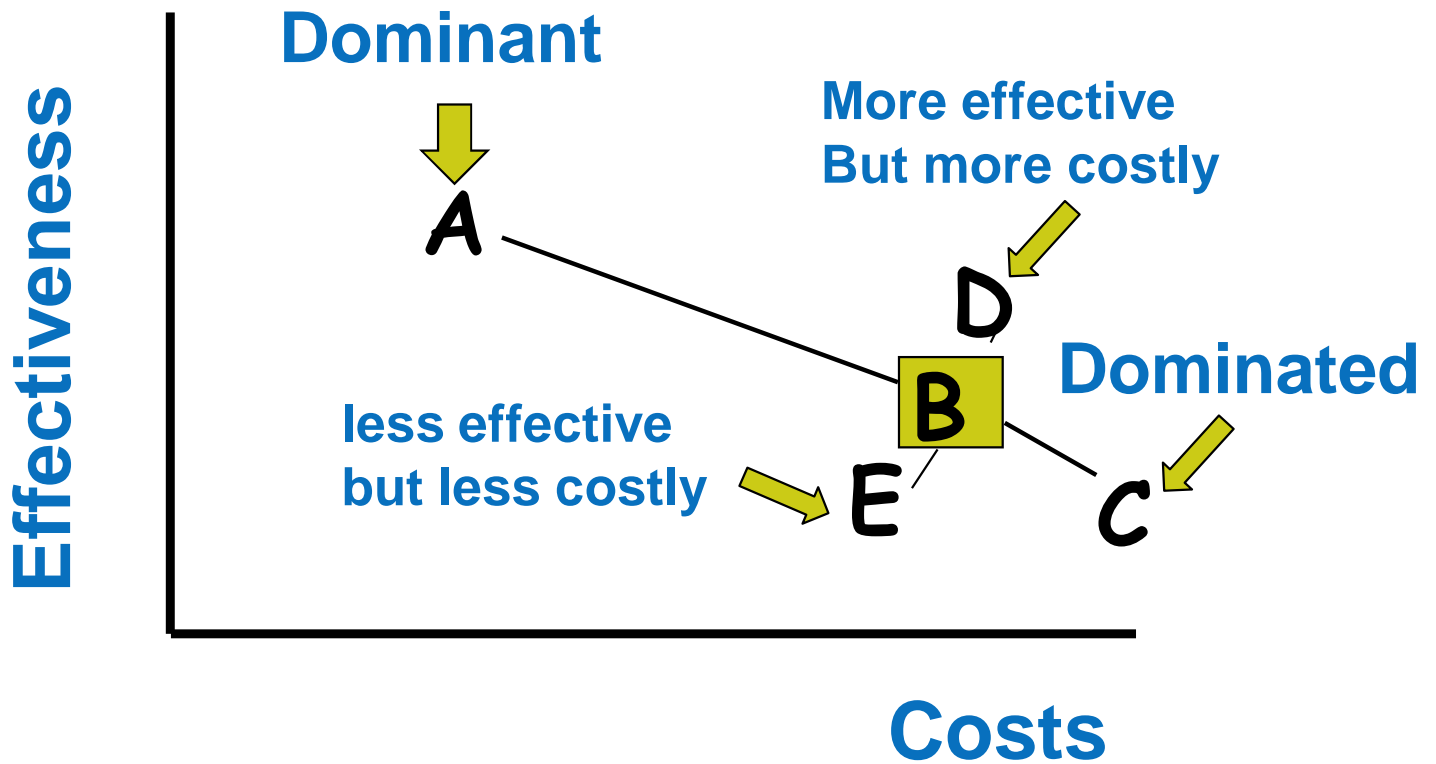 Dominant
More effective
But more costly
A
D
Dominated
B
less effective
but less costly
E
C
Effectiveness
Costs